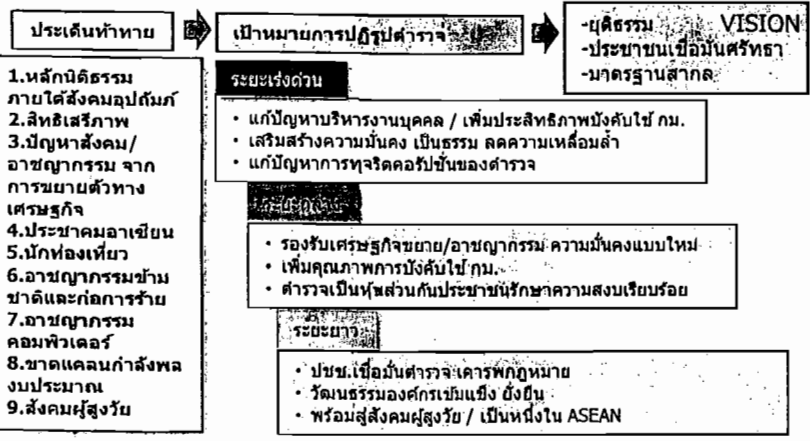 ประเด็นท้าทาย
เป้าหมายการปฏิรูปตำรวจ
-ยุติธรรม VISION
-ประชาชนเชื่อมั่นศรัทธา
-มาตรฐานสากล
1.หลักนิติธรรม
ภายใต้สังคมอุปถัมภ์
2.สิทธิเสรีภาพ
3.ปัญหาสังคม/
อาชญากรรม จาก
การขยายตัวทาง
เศรษฐกิจ
4.ประชาคมอาเซียน
5.นักท่องเที่ยว
6.อาชญากรรมข้าม
ชาติและก่อการร้าย
7.อาชญากรรม
คอมพิวเตอร์
8.ขาดแคลนกำลังพล
งบประมาณ
9.สังคมผู้สูงวัย
ระยะเร่งด่วน
• แก้ปัญหาบริหารงานบุคคล / เพิ่มประสิทธิภาพบังคับใช้ กม.
• เสริมสร้างความมั่นคง เป็นธรรม ลดความเหลื่อมล้ำ
• แก้ปัญหาการทุจริตคอรัปชั่นของตำรวจ
ระยะกลาง
• รองรับเศรษฐกิจขยาย/อาชญากรรม ความมั่นคงแบบใหม่
• เพิ่มคุณภาพการบังคับใช้ กม.
• ตำรวจเป็นหุ้นส่วนกับประชาชนรักษาความสงบเรียบร้อย
ระยะยาว
• ปชช.เชื่อมั่นตำรวจ เคารพกฎหมาย
• วัฒนธรรมองค์กรเข้มแข็ง ยั่งยืน
• พร้อมสู่สังคมผู้สูงวัย / เป็นหนึ่งใน ASEAN